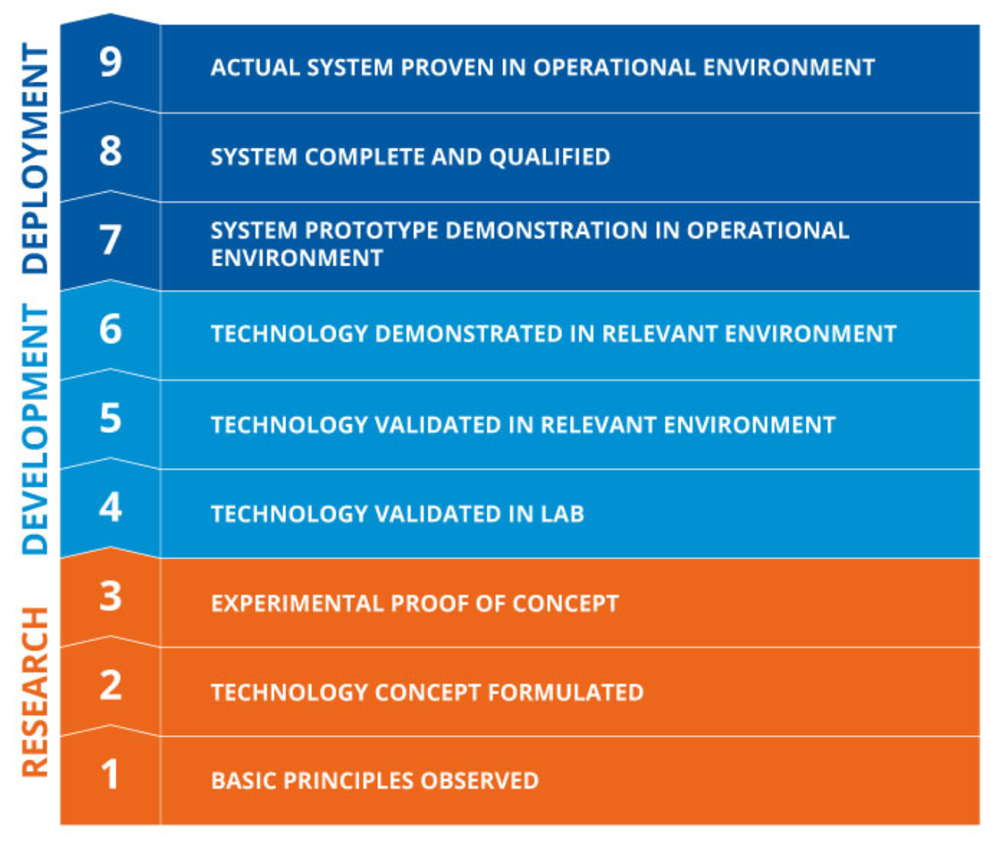 DEPLOYMENT
9
ACTUAL SYSTEM PROVEN IN OPERATIONAL ENVIRONMENT
8
SYSTEM COMPLETE AND QUALIFIED
7
SYSTEM PROTOTYPE DEMONSTRATION IN OPERATIONAL
ENVIRONMENT
DEVELOPMENT
6
TECHNOLOGY DEMONSTRATED IN RELEVANT ENVIRONMENT
5
TECHNOLOGY VALIDATED IN RELEVANT ENVIRONMENT
4
TECHNOLOGY VALIDATED IN LAB
RESEARCH
3
EXPERIMENTAL PROOF OF CONCEPT
2
TECHNOLOGY CONCEPT FORMULATED
1
BASIC PRINCIPLES OBSERVED